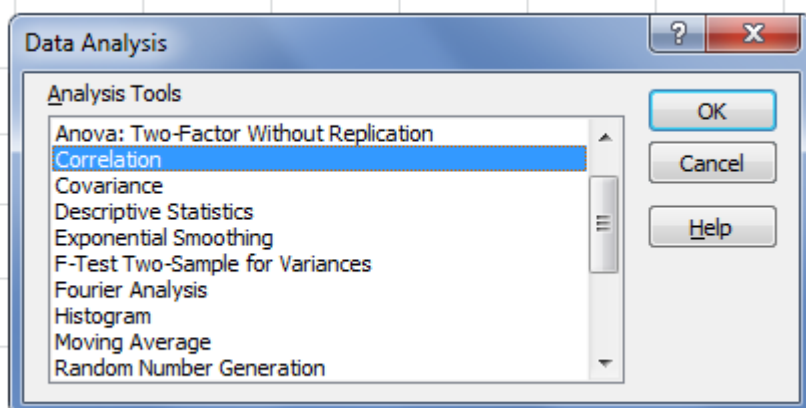 Data Analysis
?
Analysis Tools
Anova: Two-Factor Without Replication
Correlation
Covariance
Descriptive Statistics
Exponential Smoothing
F-Test Two-Sample for Variances
Fourier Analysis
Histogram
Moving Average
Random Number Generation
OK
Cancel
Help